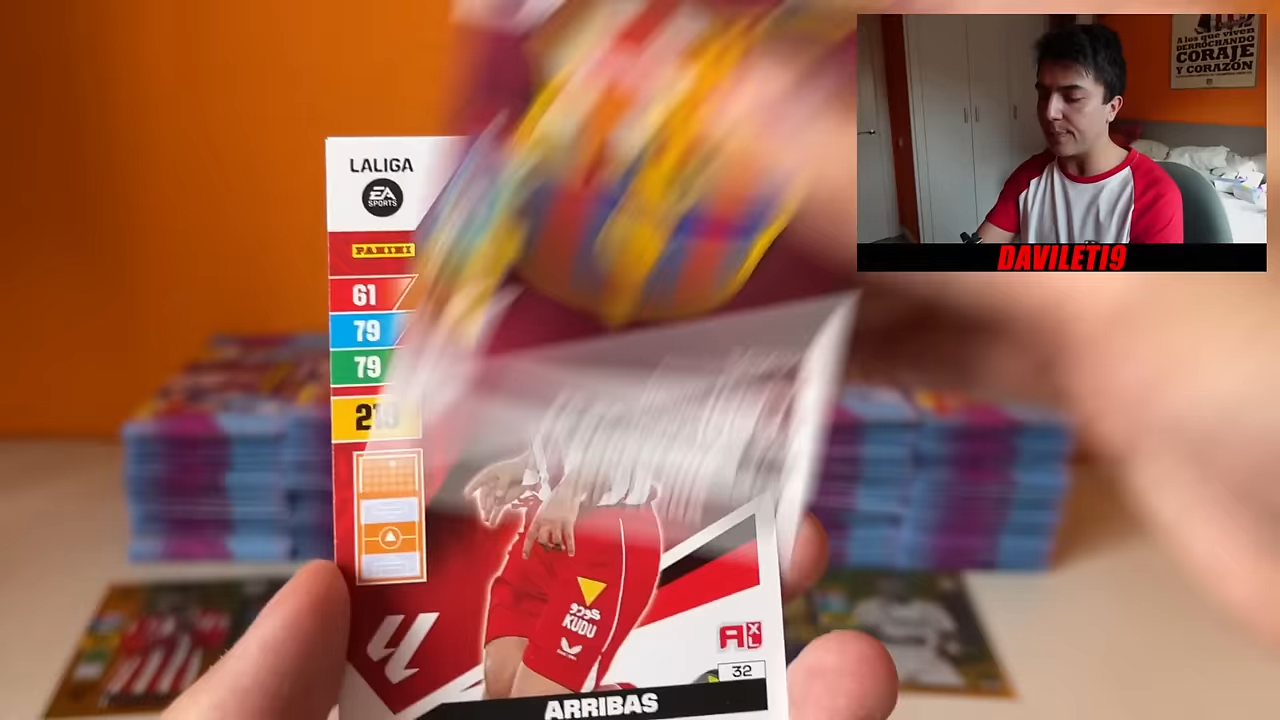 LALIGA
EA
SPORTS
PANINI
61
79
79
KUDU
32
ARRIBAS
A los que viven
DERROCHANDO
CORAJE
Y CORAZÓN
DAVILETI9